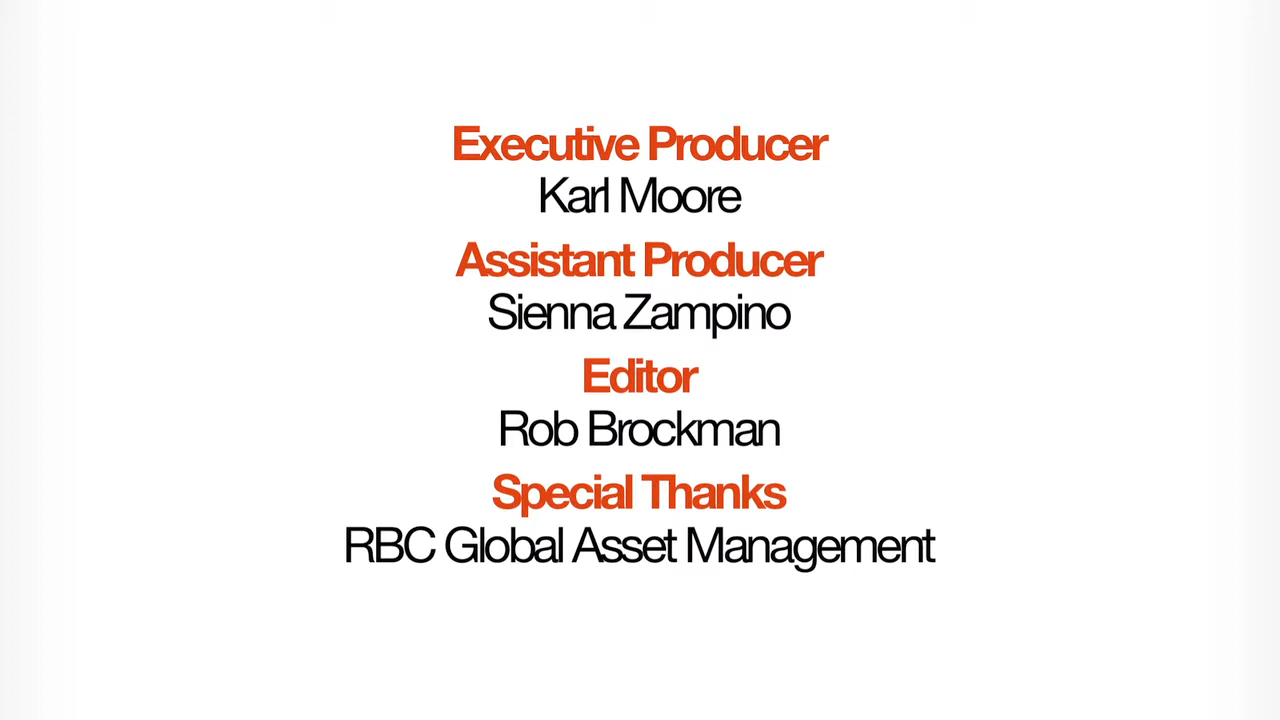 Executive Producer
Karl Moore
Assistant Producer
Sienna Zampino
Editor
Rob Brockman
Special Thanks
RBC Global Asset Management